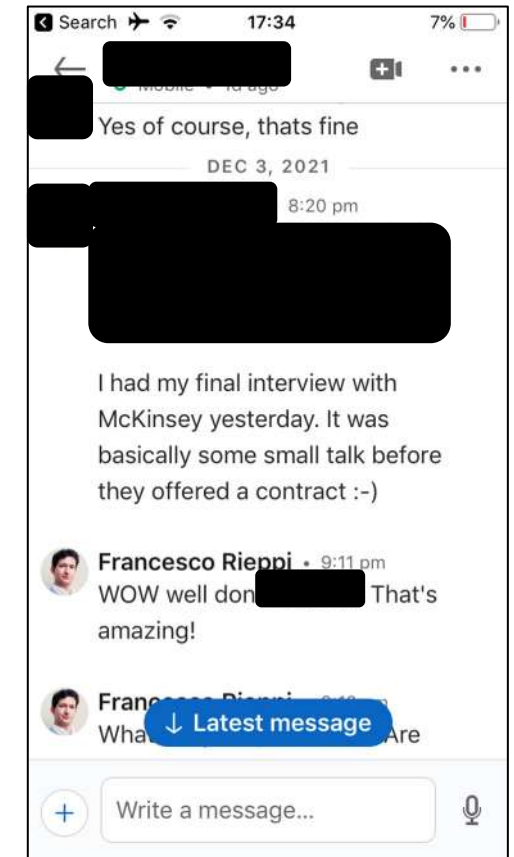 Search 17:34 7%
Yes of course, thats fine
DEC 3, 2021
8:20 pm
I had my final interview with
McKinsey yesterday. It was
basically some small talk before
they offered a contract :-)
Francesco Rieppi • 9:11 pm
WOW well don That's
amazing!
↓ Latest message
Are
Write a message...